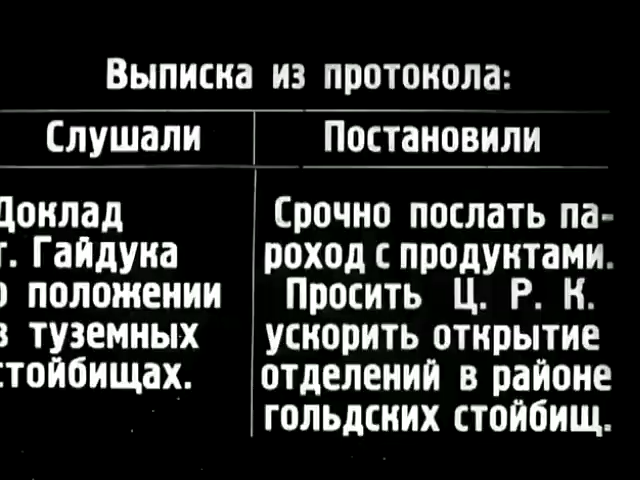 Выписка из протокола:
Слушали
Постановили
Доклад
т. Гайдука
о положении
в туземных
стойбищах.
Срочно послать па-
роход с продуктами.
Просить Ц. Р. К.
ускорить открытие
отделений в районе
гольдских стойбищ.